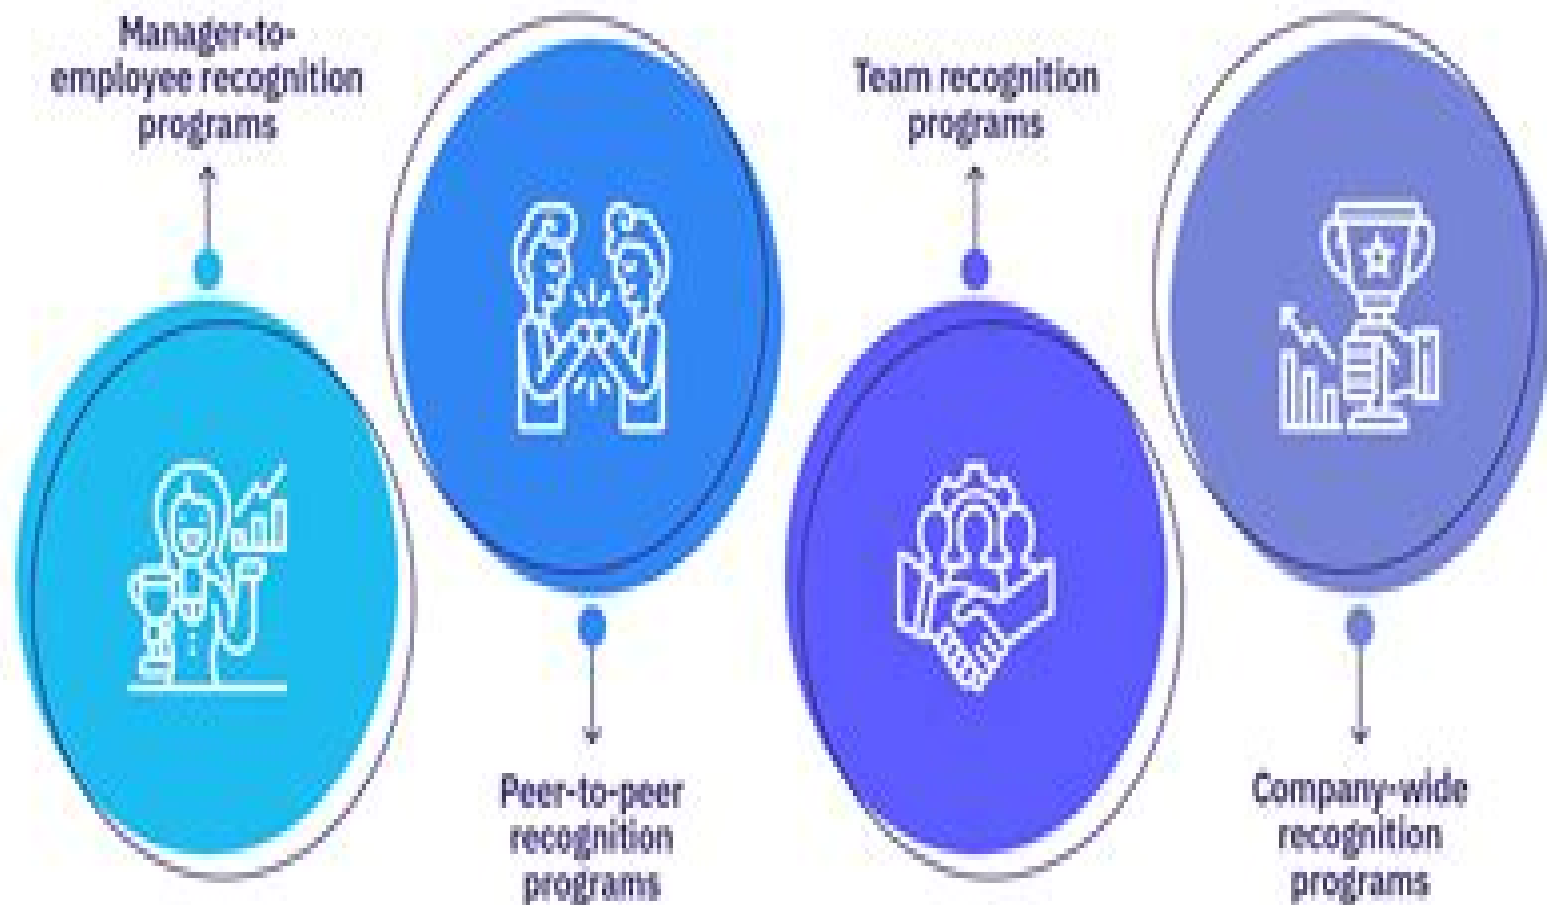 Manager-to-
employee recognition
programs
Peer-to-peer
recognition
programs
Team recognition
programs
Company-wide
recognition
programs